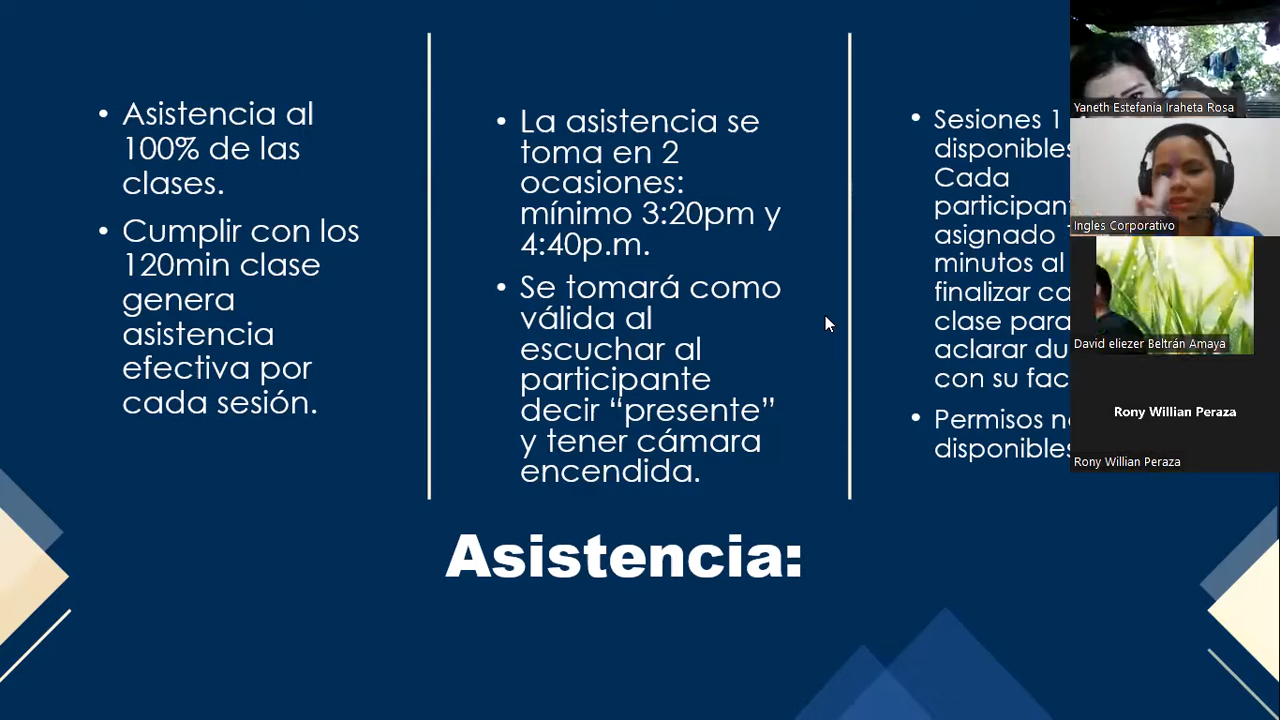 • Asistencia al
100% de las
clases.
• Cumplir con los
120min clase
genera
asistencia
efectiva por
cada sesión.
• La asistencia se
toma en 2
ocasiones:
mínimo 3:20pm y
4:40p.m.
• Se tomará como
válida al
escuchar al
participante
decir “presente”
y tener cámara
encendida.
• Sesiones 1
disponibles
Cada
asignado
minutos al
finalizar
clase para
aclarar
con su
• Permisos
disponibles
Asistencia:
Yaneth Estefania Iraheta Rosa
Ingles Corporativo
David eliezer Beltrán Amaya
Rony Willian Peraza
Rony Willian Peraza